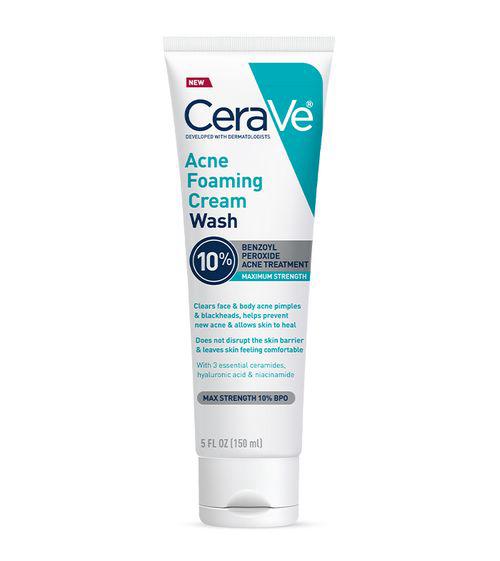 NEW
CeraVe®
DEVELOPED WITH DERMATOLOGISTS
Acne
Foaming
Cream
Wash
10%
BENZOYL
PEROXIDE
ACNE TREATMENT
MAXIMUM STRENGTH
Clears face & body acne pimples
& blackheads, helps prevent
new acne & allows skin to heal
Does not disrupt the skin barrier
& leaves skin feeling comfortable
With 3 essential ceramides,
hyaluronic acid & niacinamide
MAX STRENGTH 10% BPO
5 FL OZ (150 ml)